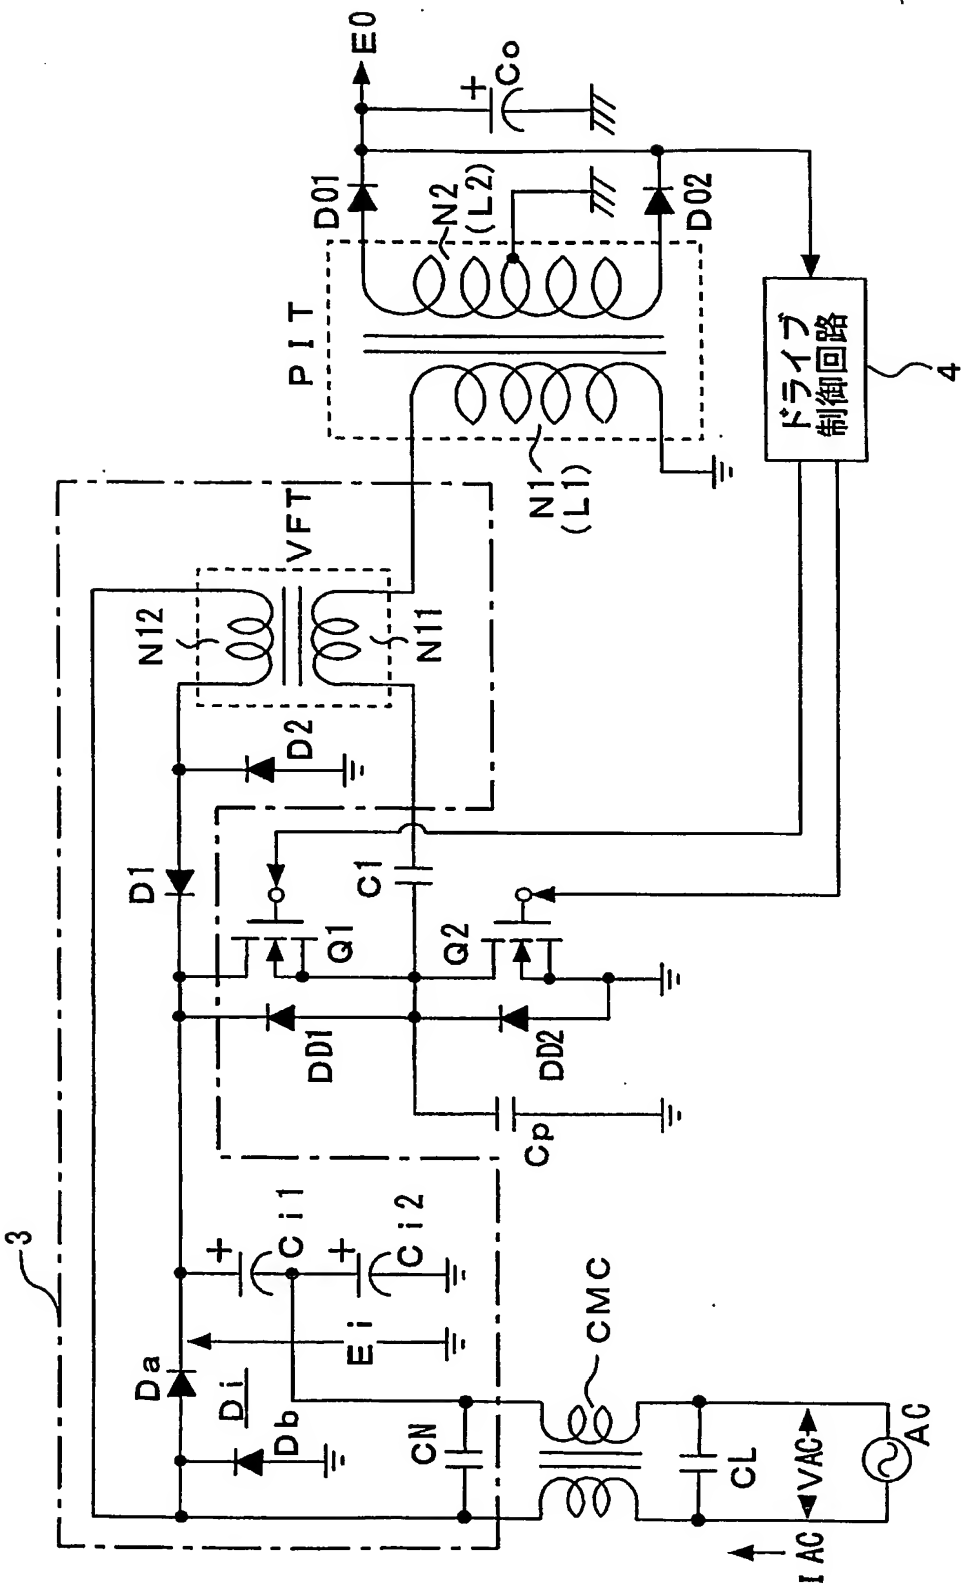 3
E0
+
Co
D01
N2
(L2)
D02
PIT
N1
(L1)
ドライブ
制御回路
4
VFT
N12
N11
D2
D1
C1
Q1
Q2
DD1
DD2
Cp
+
Ci1
+
Ci2
Ei
Da
Di
Db
CN
CMC
CL
VAC
AC
IAC